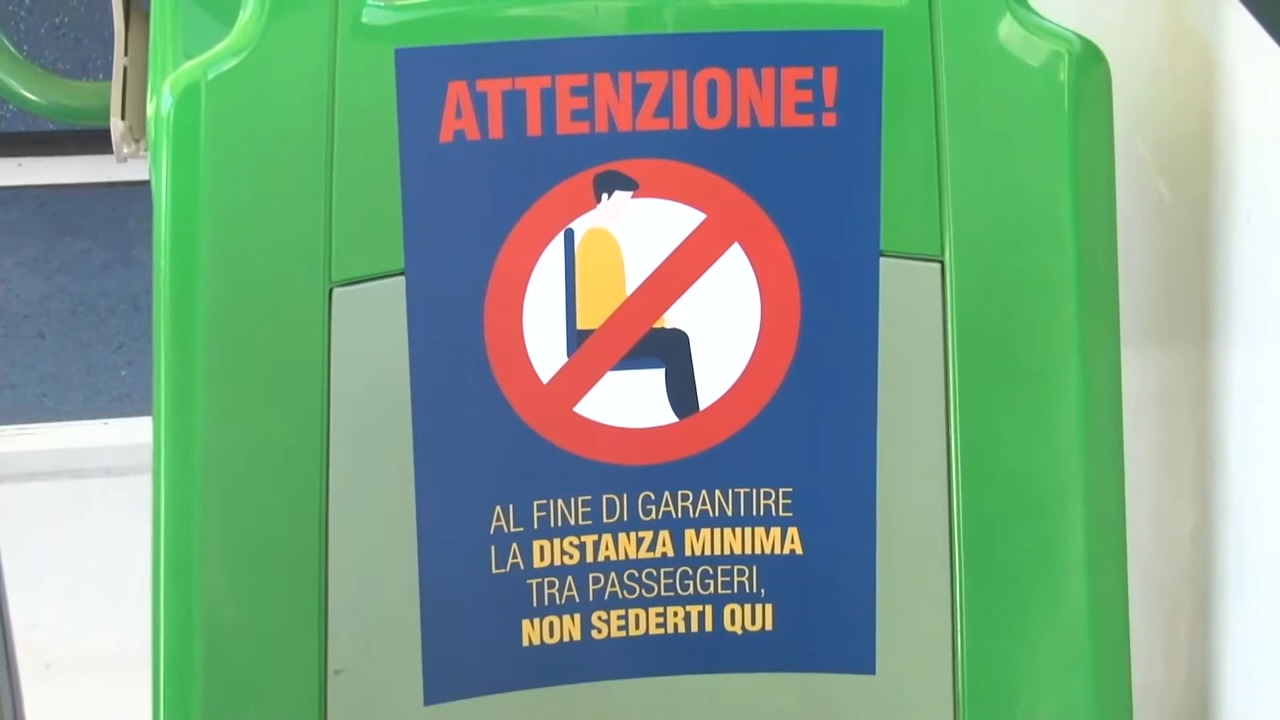 ATTENZIONE!
AL FINE DI GARANTIRE
LA DISTANZA MINIMA
TRA PASSEGGERI,
NON SEDERTI QUI